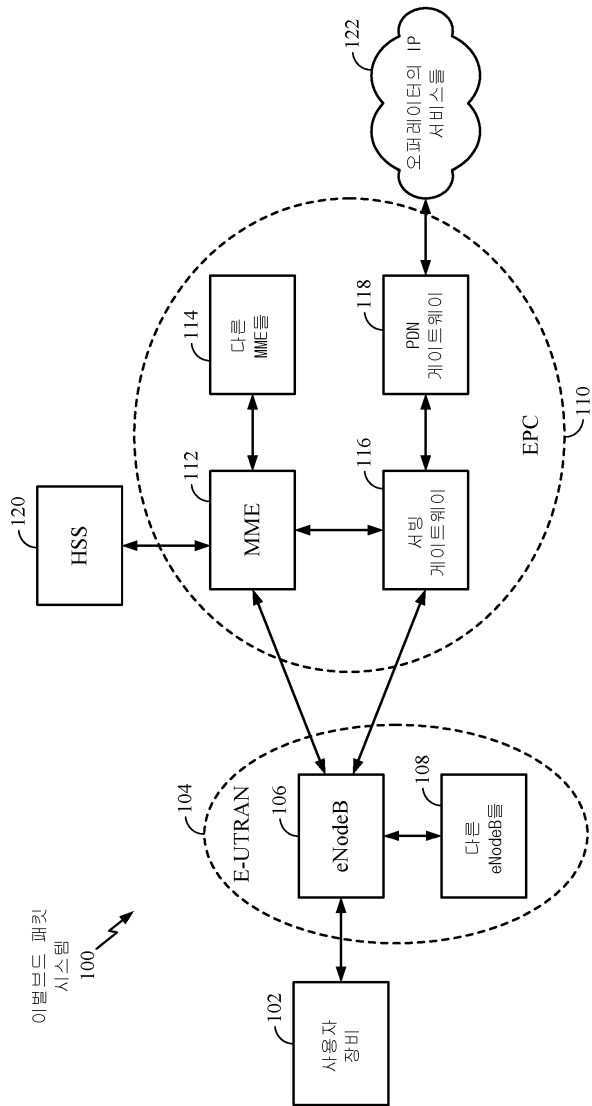 이벌브드 패킷
시스템
100
102
사용자
장비
104
E-UTRAN
106
eNodeB
108
다른
eNodeB들
120
HSS
112
MME
114
다른
MME들
116
서빙
게이트웨이
118
PDN
게이트웨이
EPC
110
122
오퍼레이터의 IP
서비스들